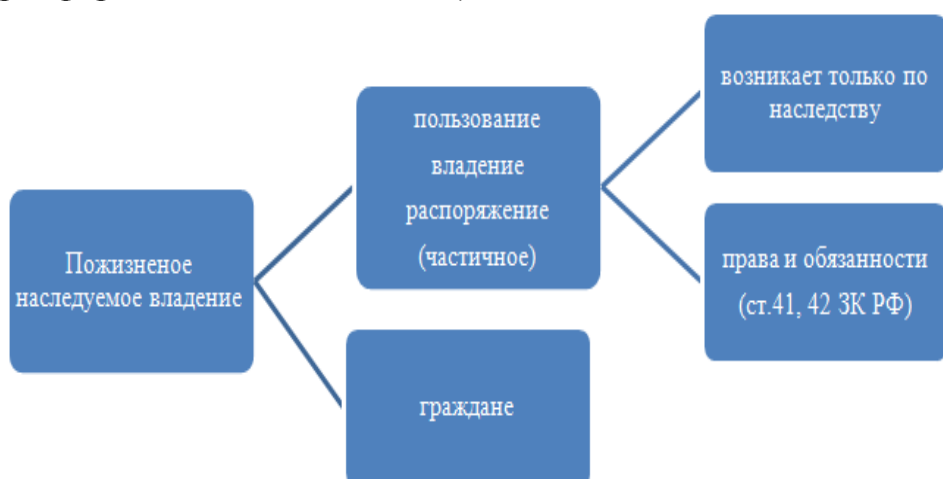 Пожизненое
наследуемое владение
пользование
владение
распоряжение
(частичное)
граждане
возникает только по
наследству
права и обязанности
(ст.41, 42 ЗК РФ)